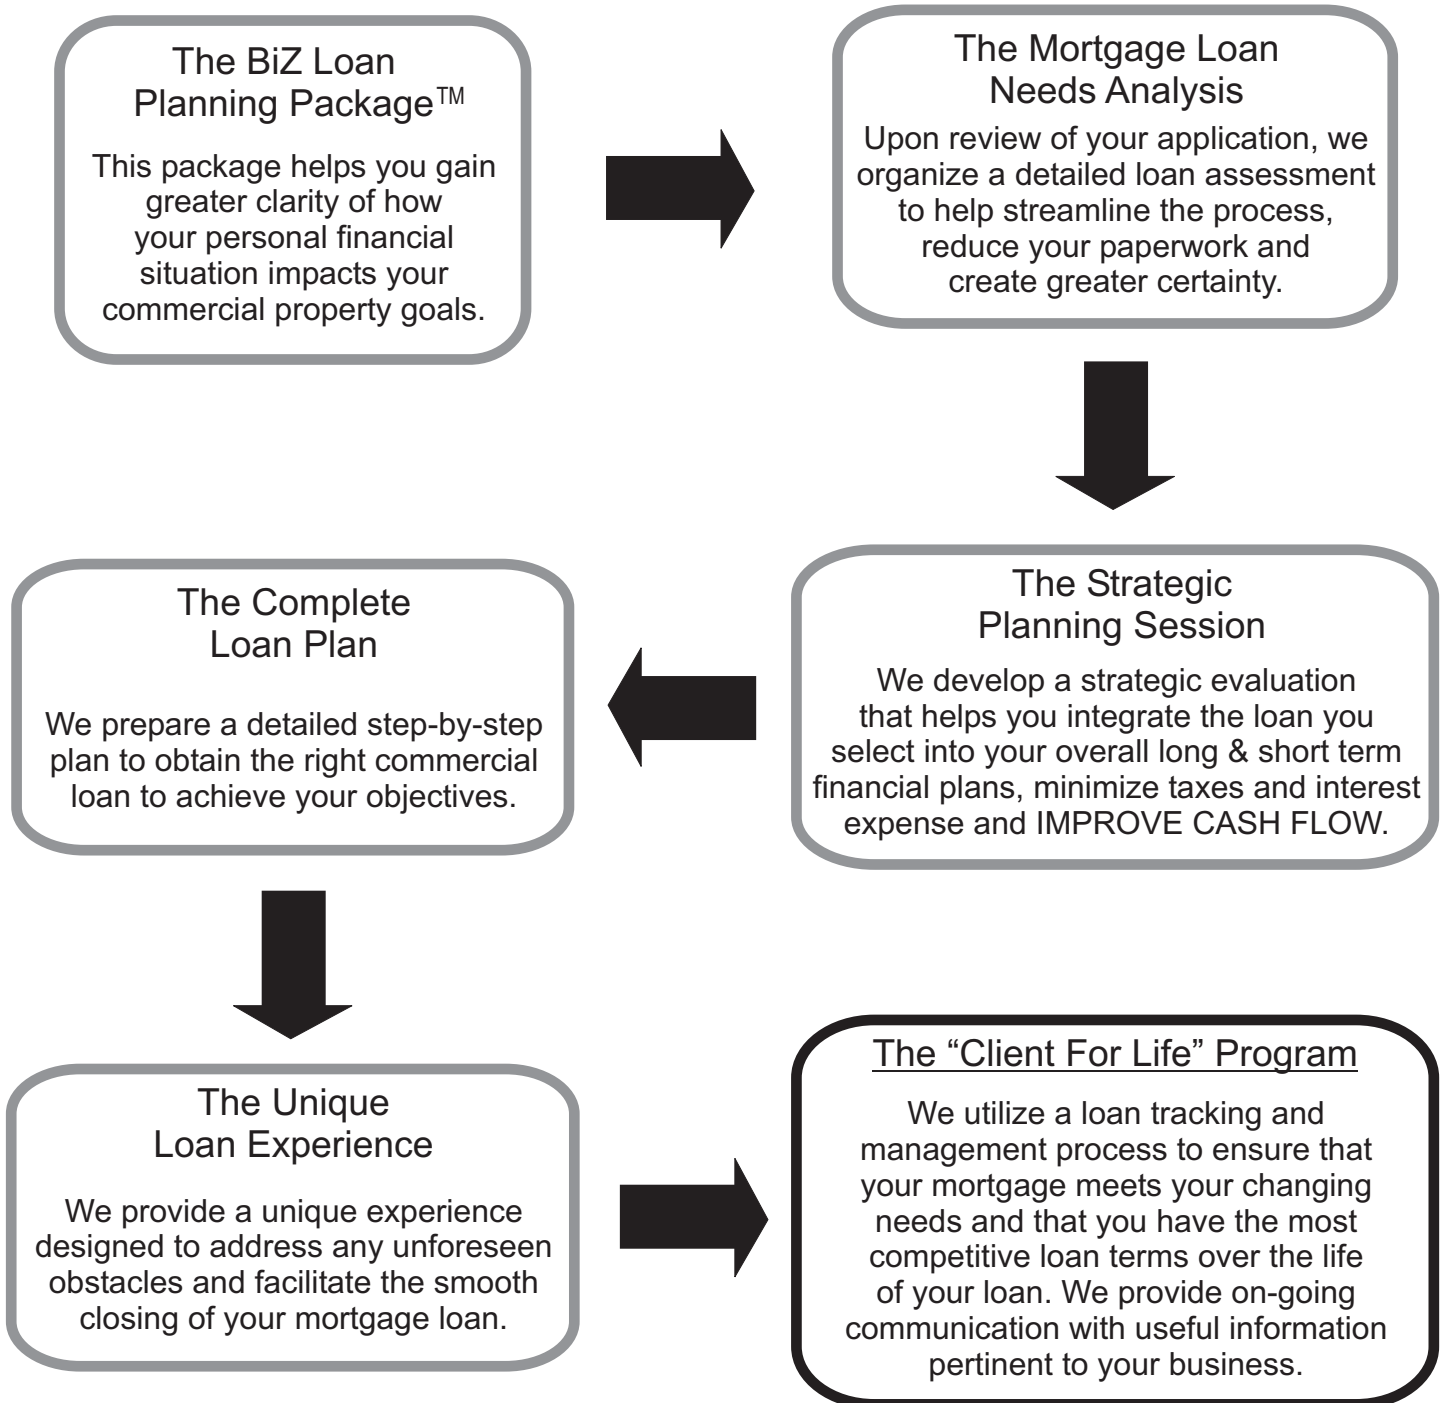 The BiZ Loan
Planning Package™
This package helps you gain
greater clarity of how
your personal financial
situation impacts your
commercial property goals.
The Mortgage Loan
Needs Analysis
Upon review of your application, we
organize a detailed loan assessment
to help streamline the process,
reduce your paperwork and
create greater certainty.
The Strategic
Planning Session
We develop a strategic evaluation
that helps you integrate the loan you
select into your overall long & short term
financial plans, minimize taxes and interest
expense and IMPROVE CASH FLOW.
The Complete
Loan Plan
We prepare a detailed step-by-step
plan to obtain the right commercial
loan to achieve your objectives.
The Unique
Loan Experience
We provide a unique experience
designed to address any unforeseen
obstacles and facilitate the smooth
closing of your mortgage loan.
The “Client For Life” Program
We utilize a loan tracking and
management process to ensure that
your mortgage meets your changing
needs and that you have the most
competitive loan terms over the life
of your loan. We provide on-going
communication with useful information
pertinent to your business.